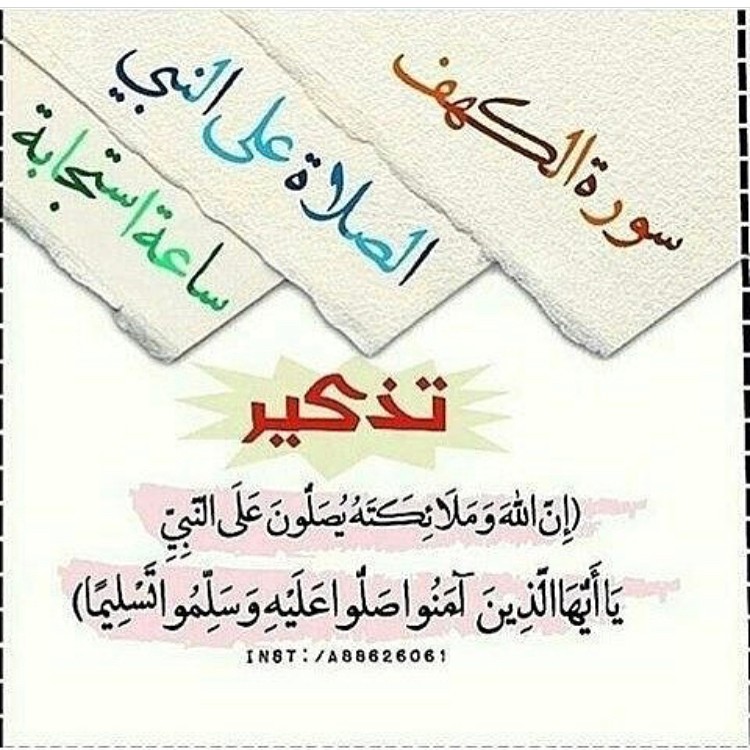 سورة الكهف
الصلاة على النبي
ساعة استجابة
تذكير
(إِنَّ اللهَ وَمَلَائِكَتَهُ يُصَلُّونَ عَلَى النَّبِيِّ
يَا أَيُّهَا الَّذِينَ آمَنُوا صَلُّوا عَلَيْهِ وَسَلِّمُوا تَسْلِيمًا)
INST:/A88626061